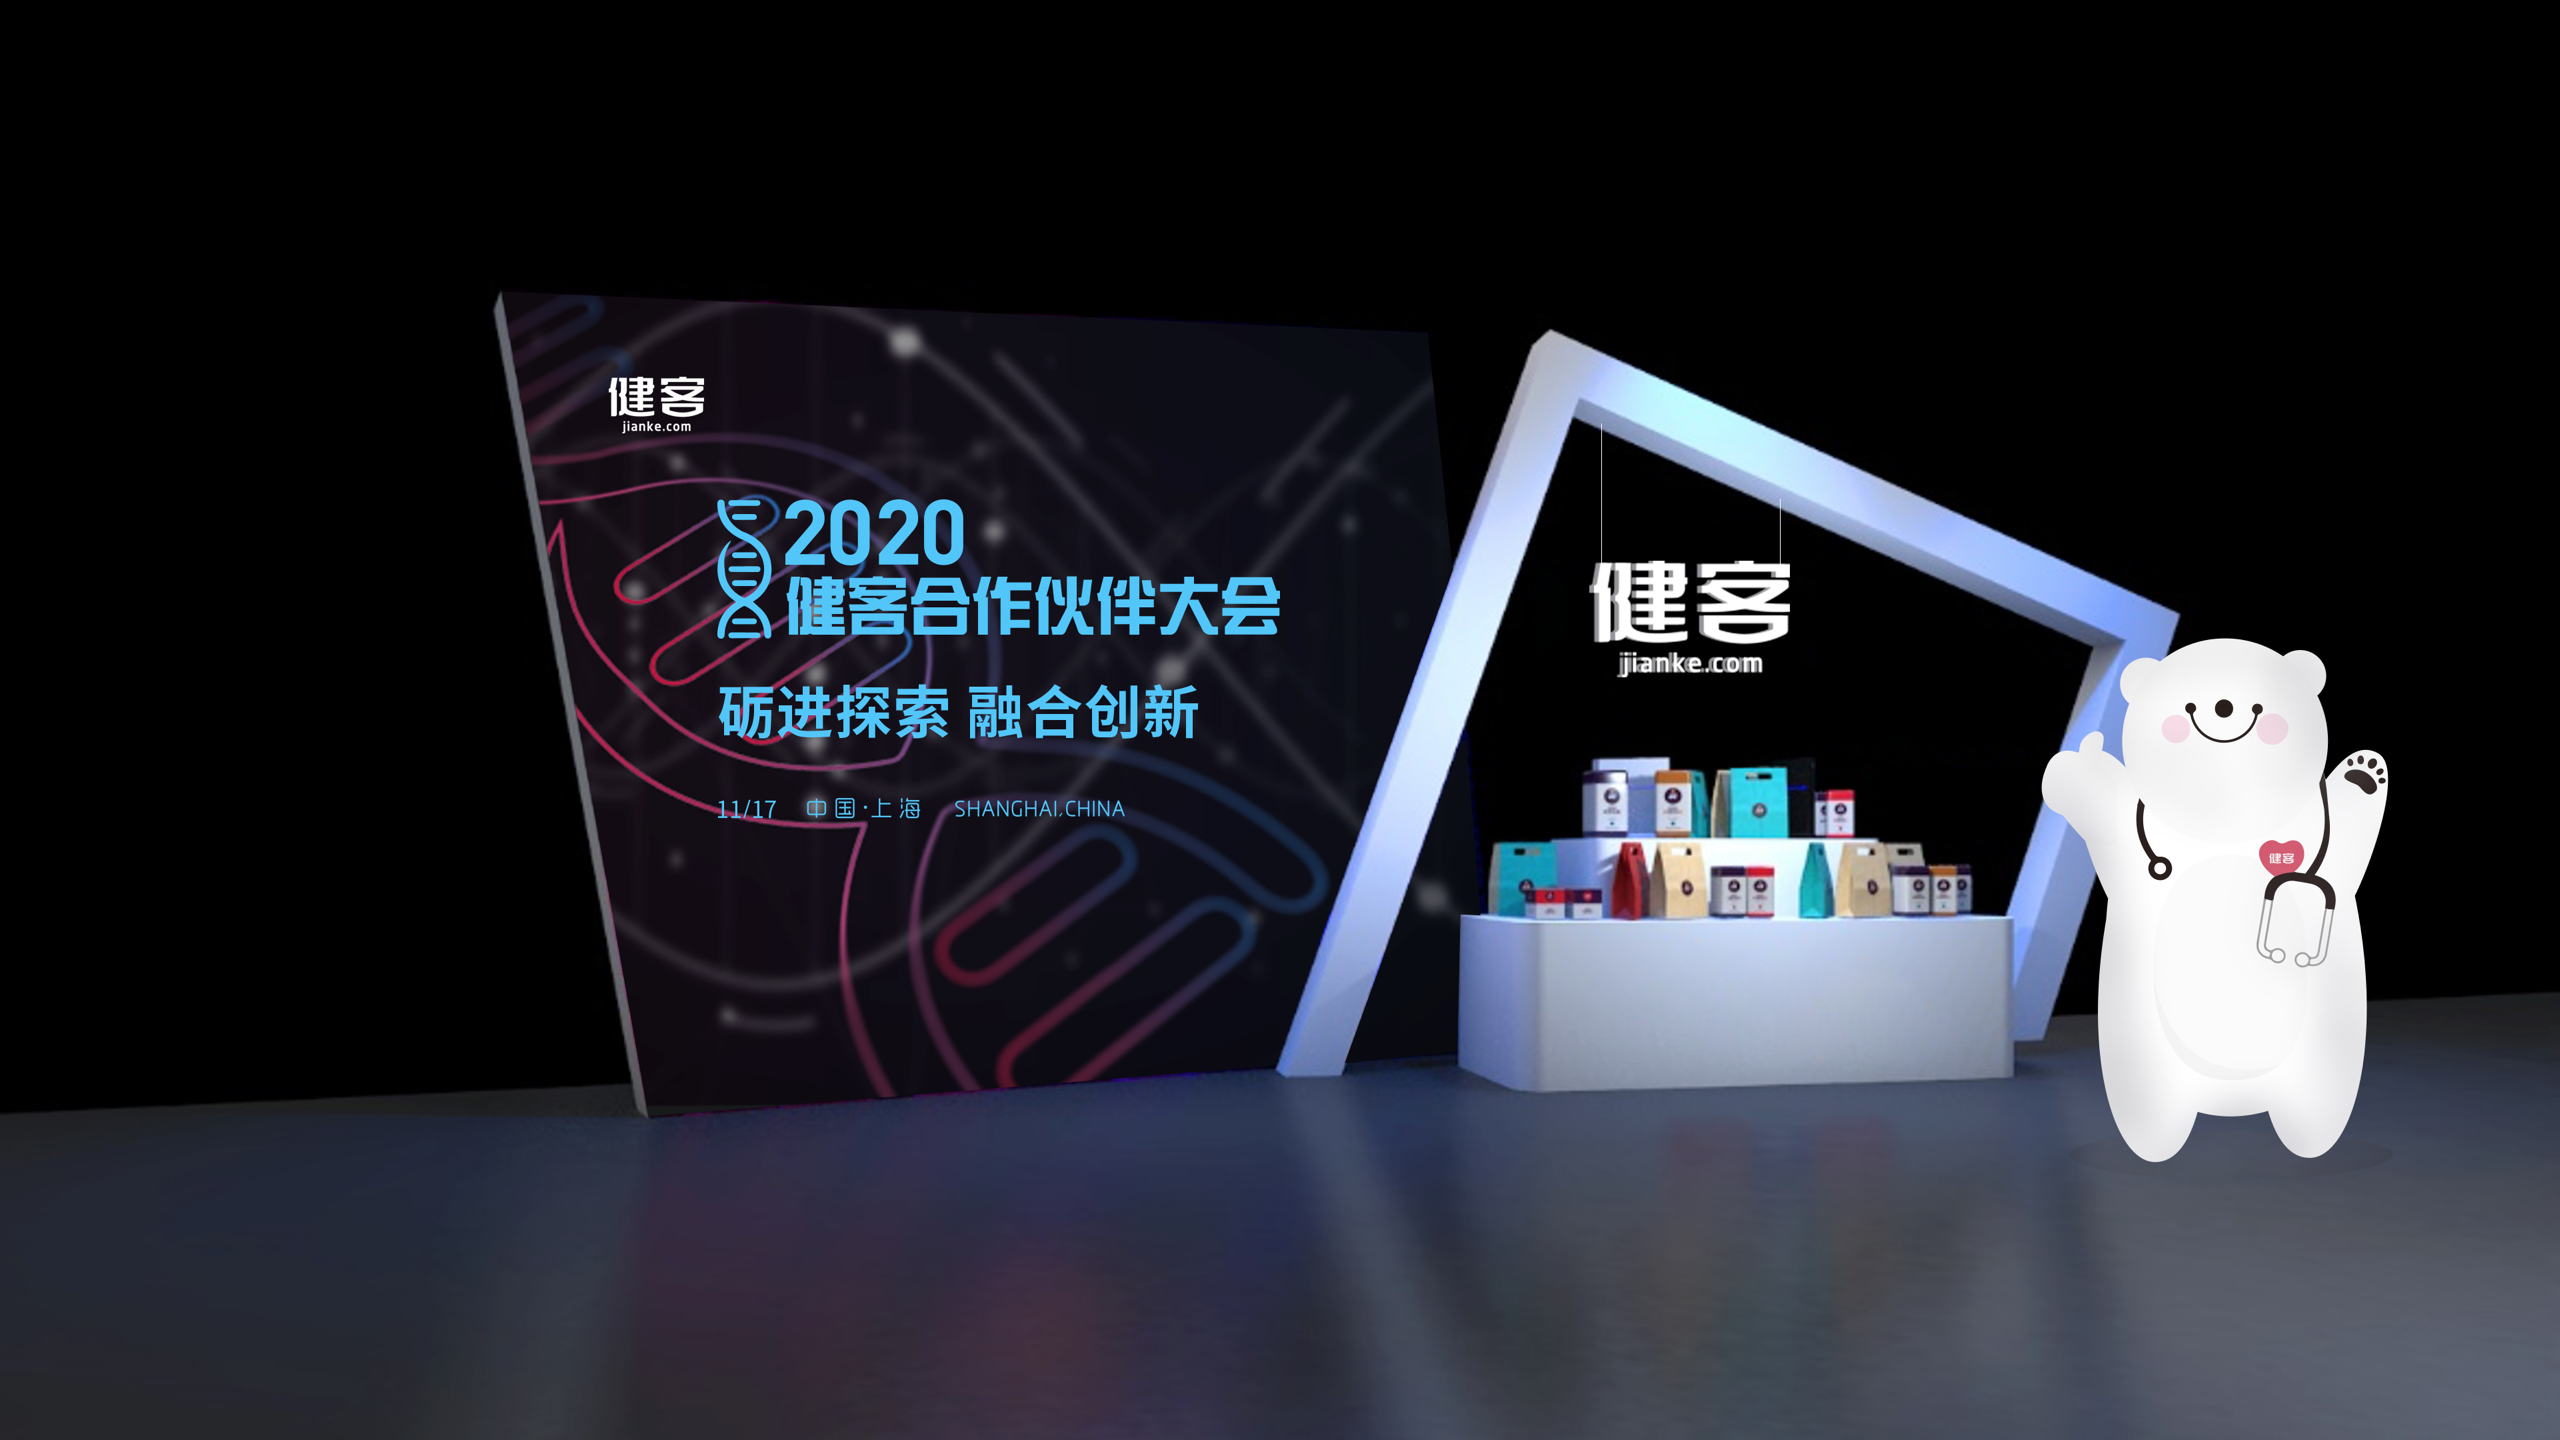 健客
jianke.com
2020
健客合作伙伴大会
砺进探索 融合创新
11/17 中国·上海 SHANGHAI,CHINA
健客
jianke.com
健客